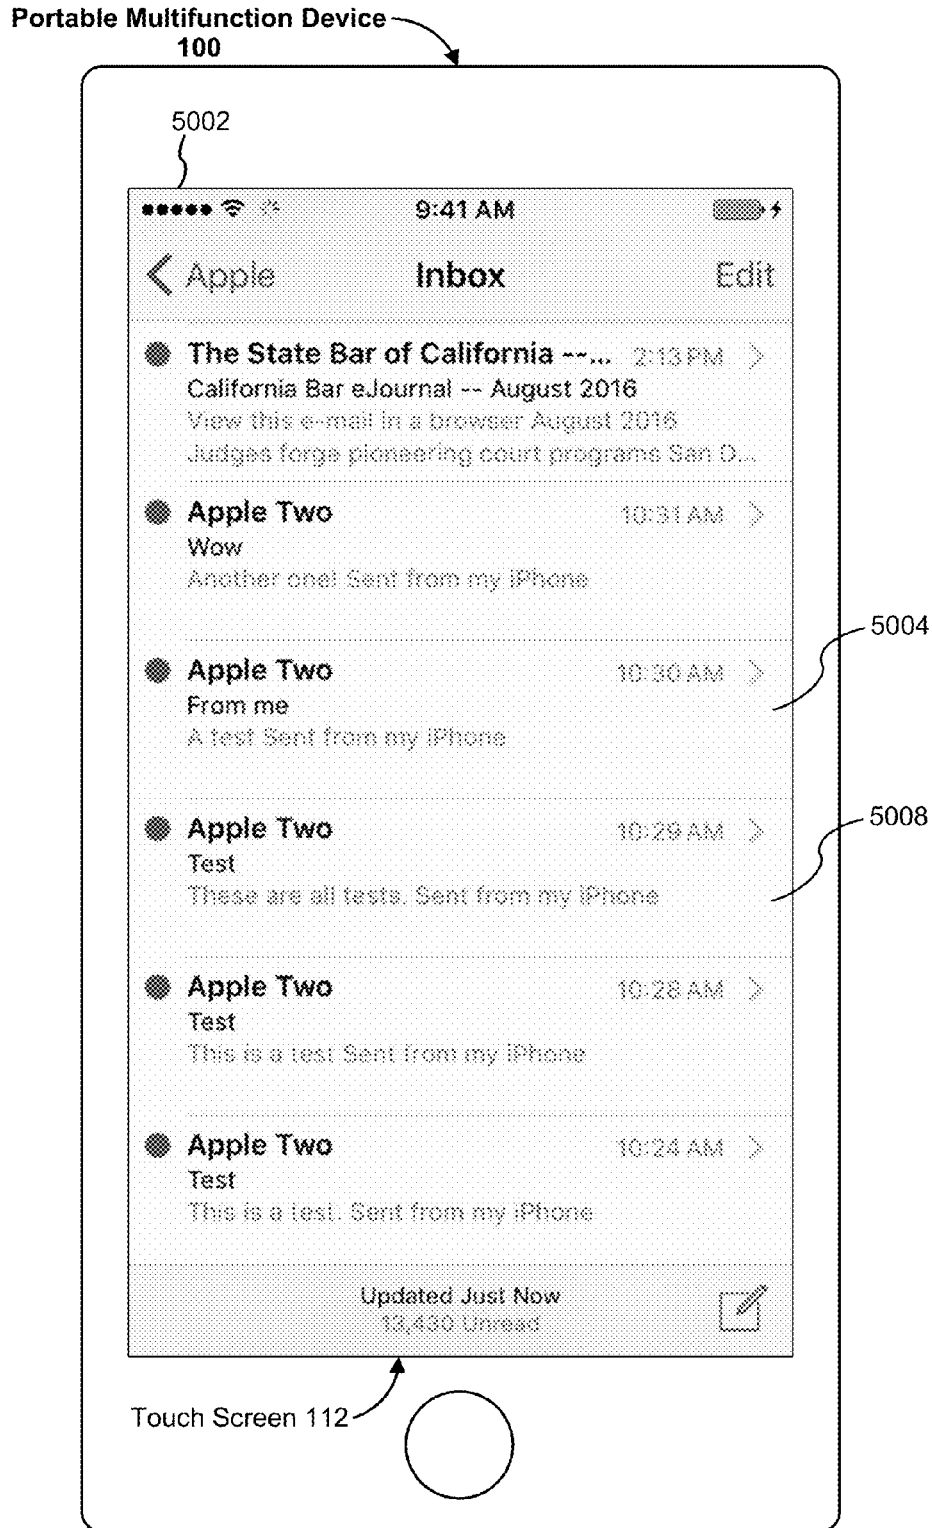 Portable Multifunction Device
100
5002
9:41 AM
Apple
Inbox
Edit
The State Bar of California --... 2:13 PM
California Bar eJournal -- August 2016
View this e-mail in a browser August 2016
Judges forge pioneering court programs San D...
Apple Two 10:31 AM
Wow
Another one! Sent from my iPhone
5004
Apple Two 10:30 AM
From me
A test Sent from my iPhone
5008
Apple Two 10:29 AM
Test
These are all tests. Sent from my iPhone
Apple Two 10:28 AM
Test
This is a test Sent from my iPhone
Apple Two 10:24 AM
Test
This is a test. Sent from my iPhone
Updated Just Now
13,430 Unread
Touch Screen 112